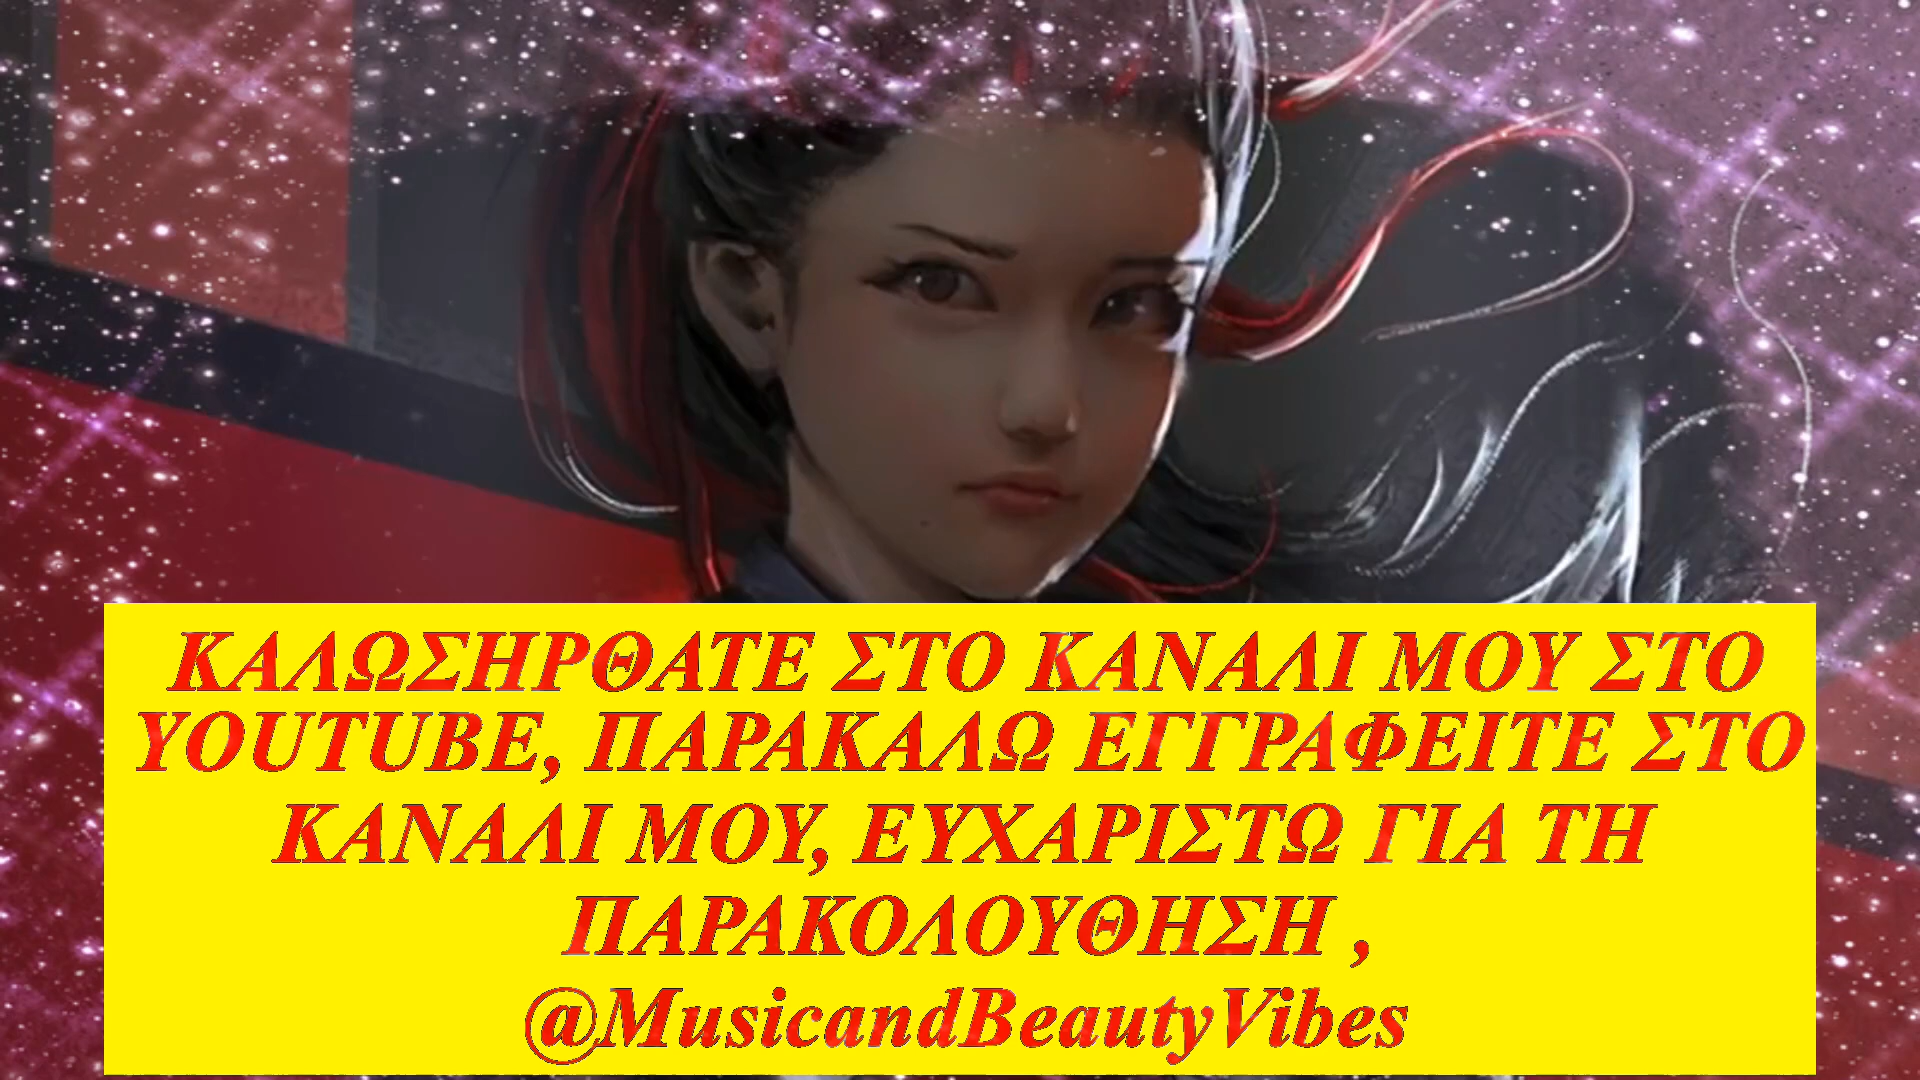 ΚΑΛΩΣΗΡΘΑΤΕ ΣΤΟ ΚΑΝΑΛΙ ΜΟΥ ΣΤΟ
YOUTUBE, ΠΑΡΑΚΑΛΩ ΕΓΓΡΑΦΕΙΤΕ ΣΤΟ
ΚΑΝΑΛΙ ΜΟΥ, ΕΥΧΑΡΙΣΤΩ ΓΙΑ ΤΗ
ΠΑΡΑΚΟΛΟΥΘΗΣΗ ,
@MusicandBeautyVibes